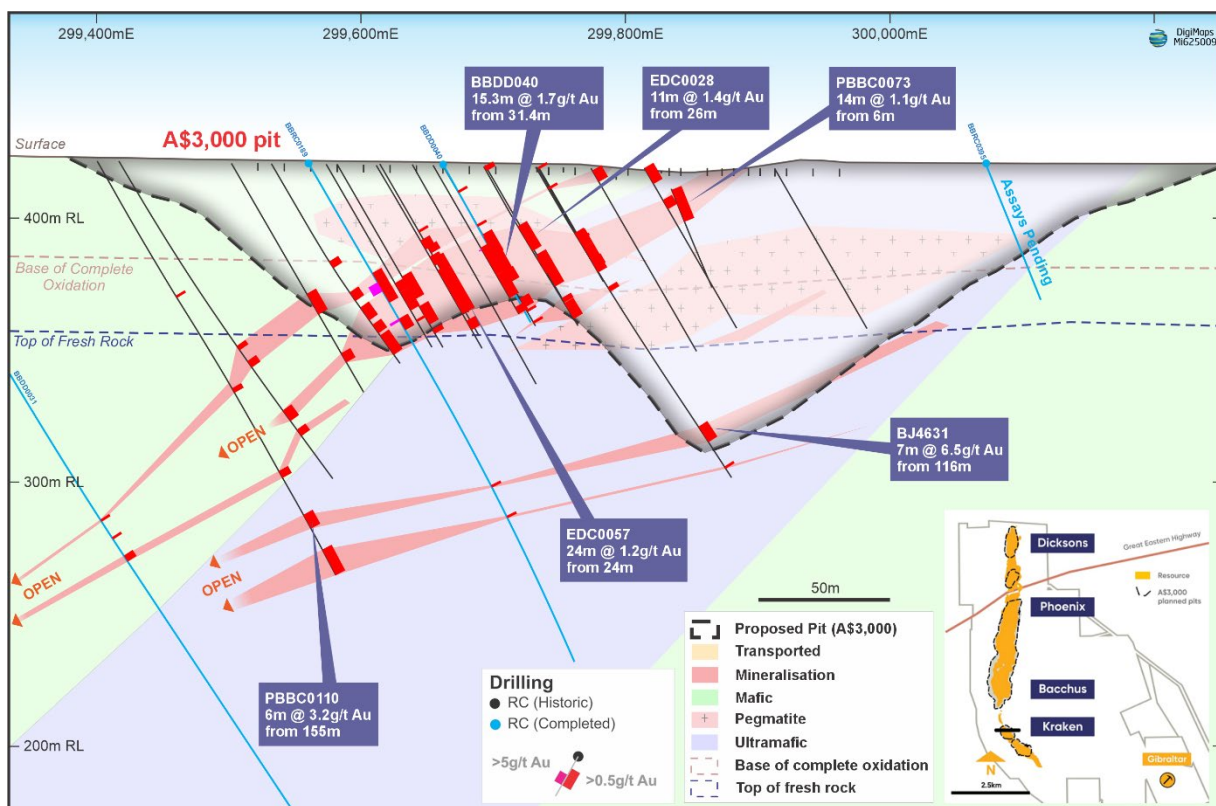 299,400mE
299,600mE
299,800mE
300,000mE
DigiMaps
Mi625009
BBDD040
15.3m @ 1.7g/t Au
from 31.4m
EDC0028
11m @ 1.4g/t Au
from 26m
PBBC0073
14m @ 1.1g/t Au
from 6m
Surface
A$3,000 pit
BBRC0169
BBDD0040
BBRC0395
Assays Pending
400m RL
Base of Complete
Oxidation
Top of Fresh Rock
BBDD0031
OPEN
BJ4631
7m @ 6.5g/t Au
from 116m
300m RL
OPEN
OPEN
EDC0057
24m @ 1.2g/t Au
from 24m
50m
PBBC0110
6m @ 3.2g/t Au
from 155m
200m RL
Drilling
RC (Historic)
RC (Completed)
>5g/t Au
>0.5g/t Au
Proposed Pit (A$3,000)
Transported
Mineralisation
Mafic
Pegmatite
Ultramafic
Base of complete oxidation
Top of fresh rock
Dicksons
Great Eastern Highway
Resource
A$3,000
planned pits
Phoenix
Bacchus
Kraken
N
2.5km
Gibraltar